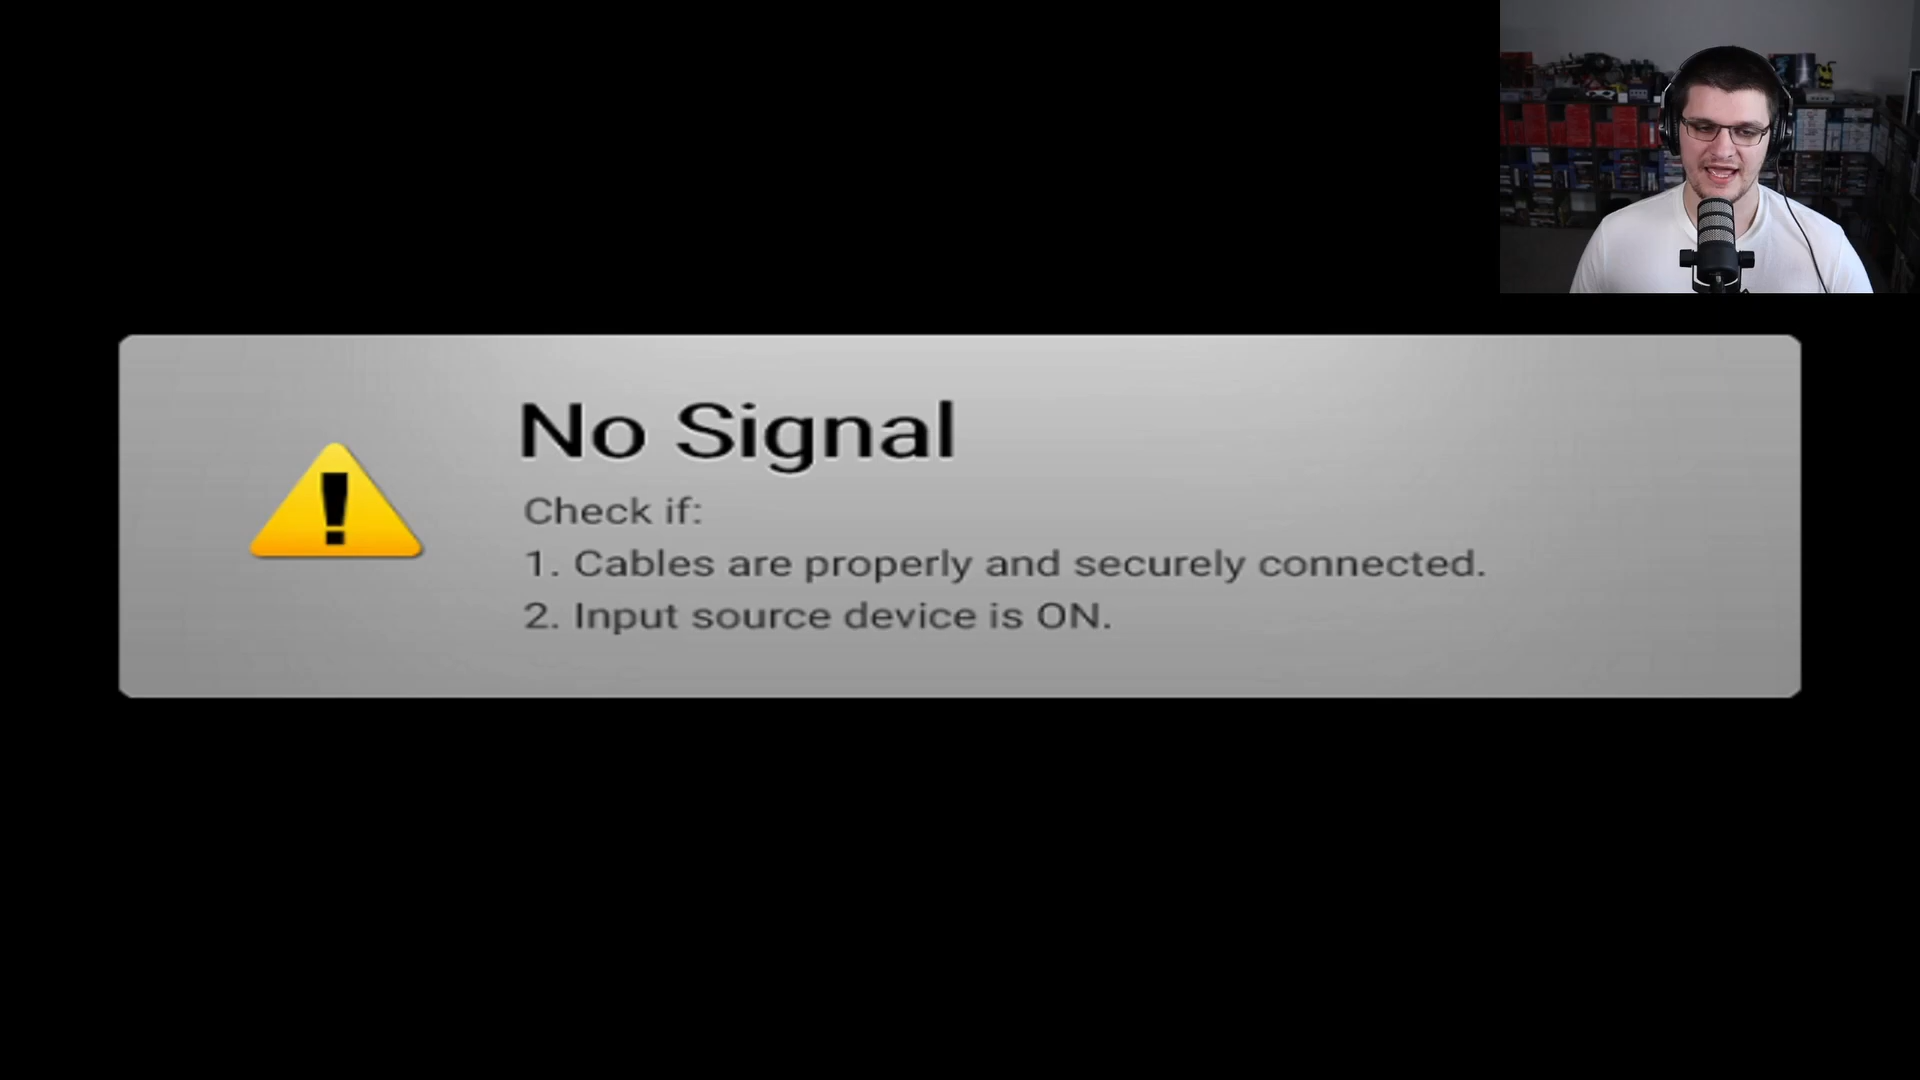 No Signal
Check if:
1. Cables are properly and securely connected.
2. Input source device is ON.